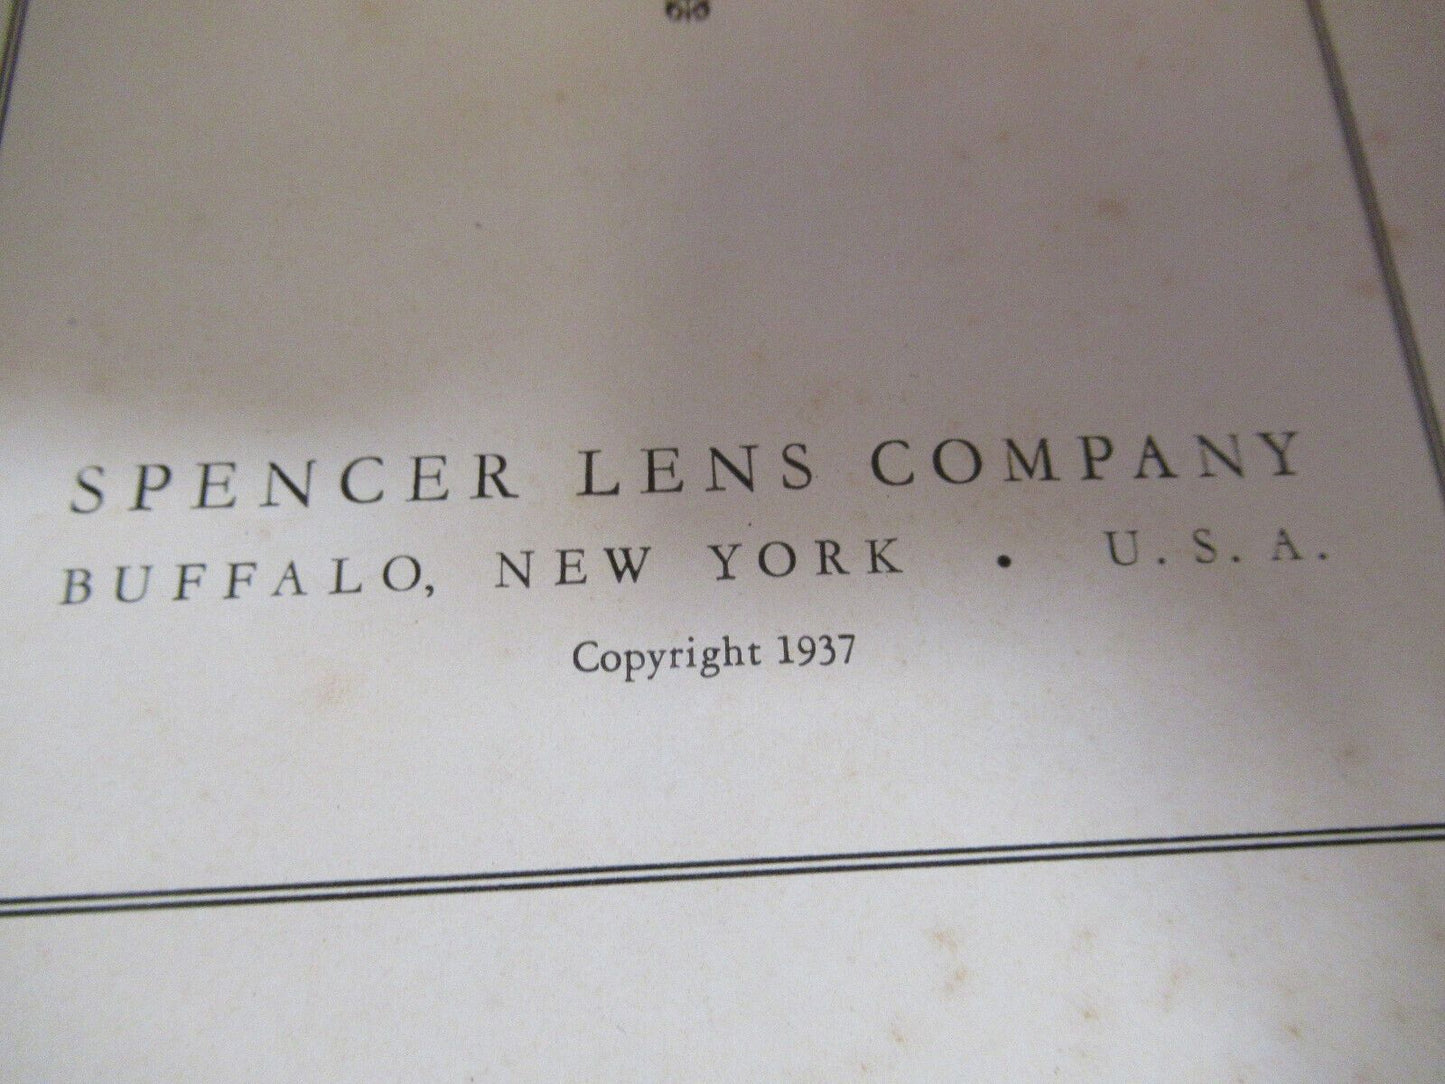 SPENCER LENS COMPANY
BUFFALO, NEW YORK • U.S.A.
Copyright 1937